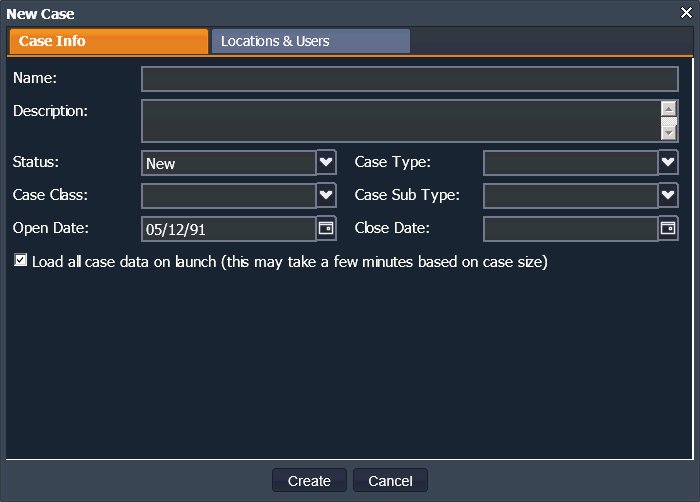 New Case
Case Info Locations & Users
Name:
Description:
Status: New Case Type:
Case Class: Case Sub Type:
Open Date: 05/12/91 Close Date:
Load all case data on launch (this may take a few minutes based on case size)
Create Cancel